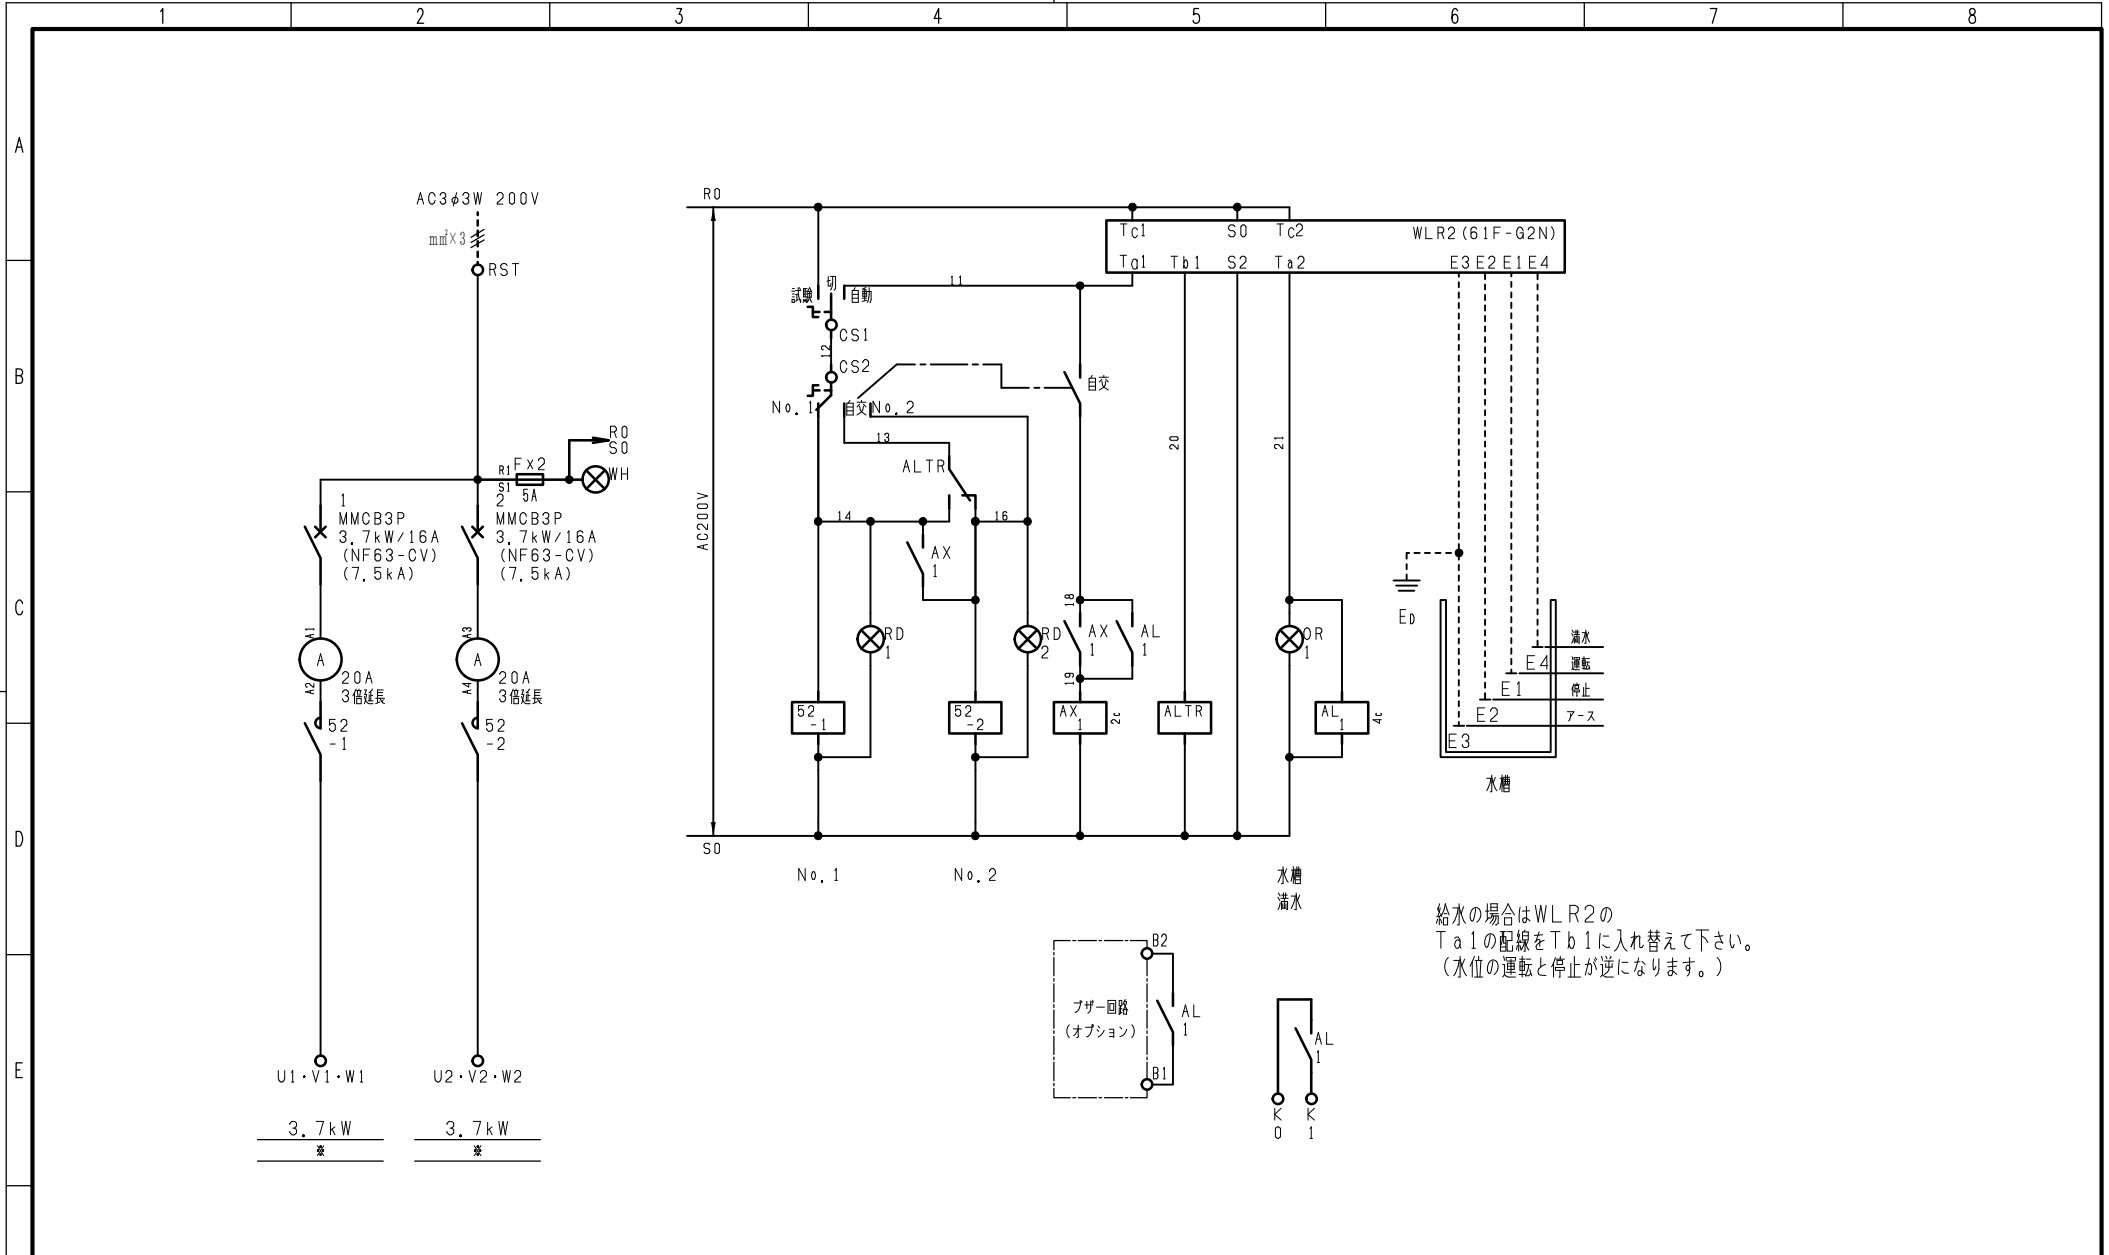 1
2
3
4
5
6
7
8
A
B
C
D
E
AC3φ3W 200V
mm²×3
RST
R0
S0
WH
R1
S1
F×2
5A
1
MMCB3P
3.7kW/16A
(NF63-CV)
(7.5kA)
2
MMCB3P
3.7kW/16A
(NF63-CV)
(7.5kA)
A1
A
A2
20A
3倍延長
A3
A
A4
20A
3倍延長
52
-1
52
-2
U1・V1・W1
U2・V2・W2
3.7kW
※
3.7kW
※
R0
AC200V
S0
試験
切
自動
11
CS1
12
CS2
No.1
自交
No.2
自交
13
ALTR
14
16
AX
1
RD
1
RD
2
18
AX
1
AL
1
19
20
21
OR
1
52
-1
52
-2
AX
1
2c
ALTR
AL
1
4c
No.1
No.2
水槽
満水
Tc1
S0
Tc2
WLR2(61F-G2N)
Ta1
Tb1
S2
Ta2
E3
E2
E1
E4
ED
満水
E4
運転
E1
停止
E2
アース
E3
水槽
給水の場合はWLR2の
Ta1の配線をTb1に入れ替えて下さい。
(水位の運転と停止が逆になります。)
B2
ブザー回路
(オプション)
AL
1
B1
AL
1
K
0
K
1